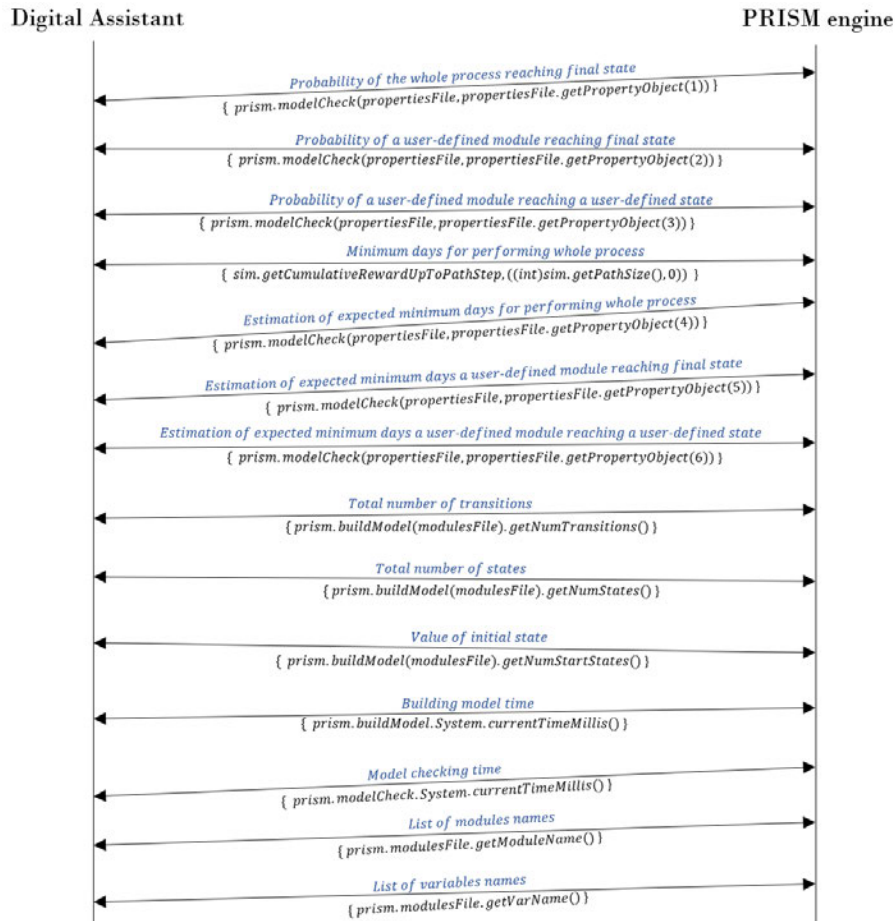 Digital Assistant
PRISM engine
Probability of the whole process reaching final state
{ prism.modelCheck(propertiesFile,propertiesFile.getPropertyObject(1)) }
Probability of a user-defined module reaching final state
{ prism.modelCheck(propertiesFile,propertiesFile.getPropertyObject(2)) }
Probability of a user-defined module reaching a user-defined state
{ prism.modelCheck(propertiesFile,propertiesFile.getPropertyObject(3)) }
Minimum days for performing whole process
{ sim.getCumulativeRewardUpToPathStep,((int)sim.getPathSize(),0)) }
Estimation of expected minimum days for performing whole process
{ prism.modelCheck(propertiesFile,propertiesFile.getPropertyObject(4)) }
Estimation of expected minimum days a user-defined module reaching final state
{ prism.modelCheck(propertiesFile,propertiesFile.getPropertyObject(5)) }
Estimation of expected minimum days a user-defined module reaching a user-defined state
{ prism.modelCheck(propertiesFile,propertiesFile.getPropertyObject(6)) }
Total number of transitions
{ prism.buildModel(modulesFile).getNumTransitions() }
Total number of states
{ prism.buildModel(modulesFile).getNumStates() }
Value of initial state
{ prism.buildModel(modulesFile).getNumStartStates() }
Building model time
{ prism.buildModel.System.currentTimeMillis() }
Model checking time
{ prism.modelCheck.System.currentTimeMillis() }
List of modules names
{ prism.modulesFile.getModuleName() }
List of variables names
{ prism.modulesFile.getVarName() }